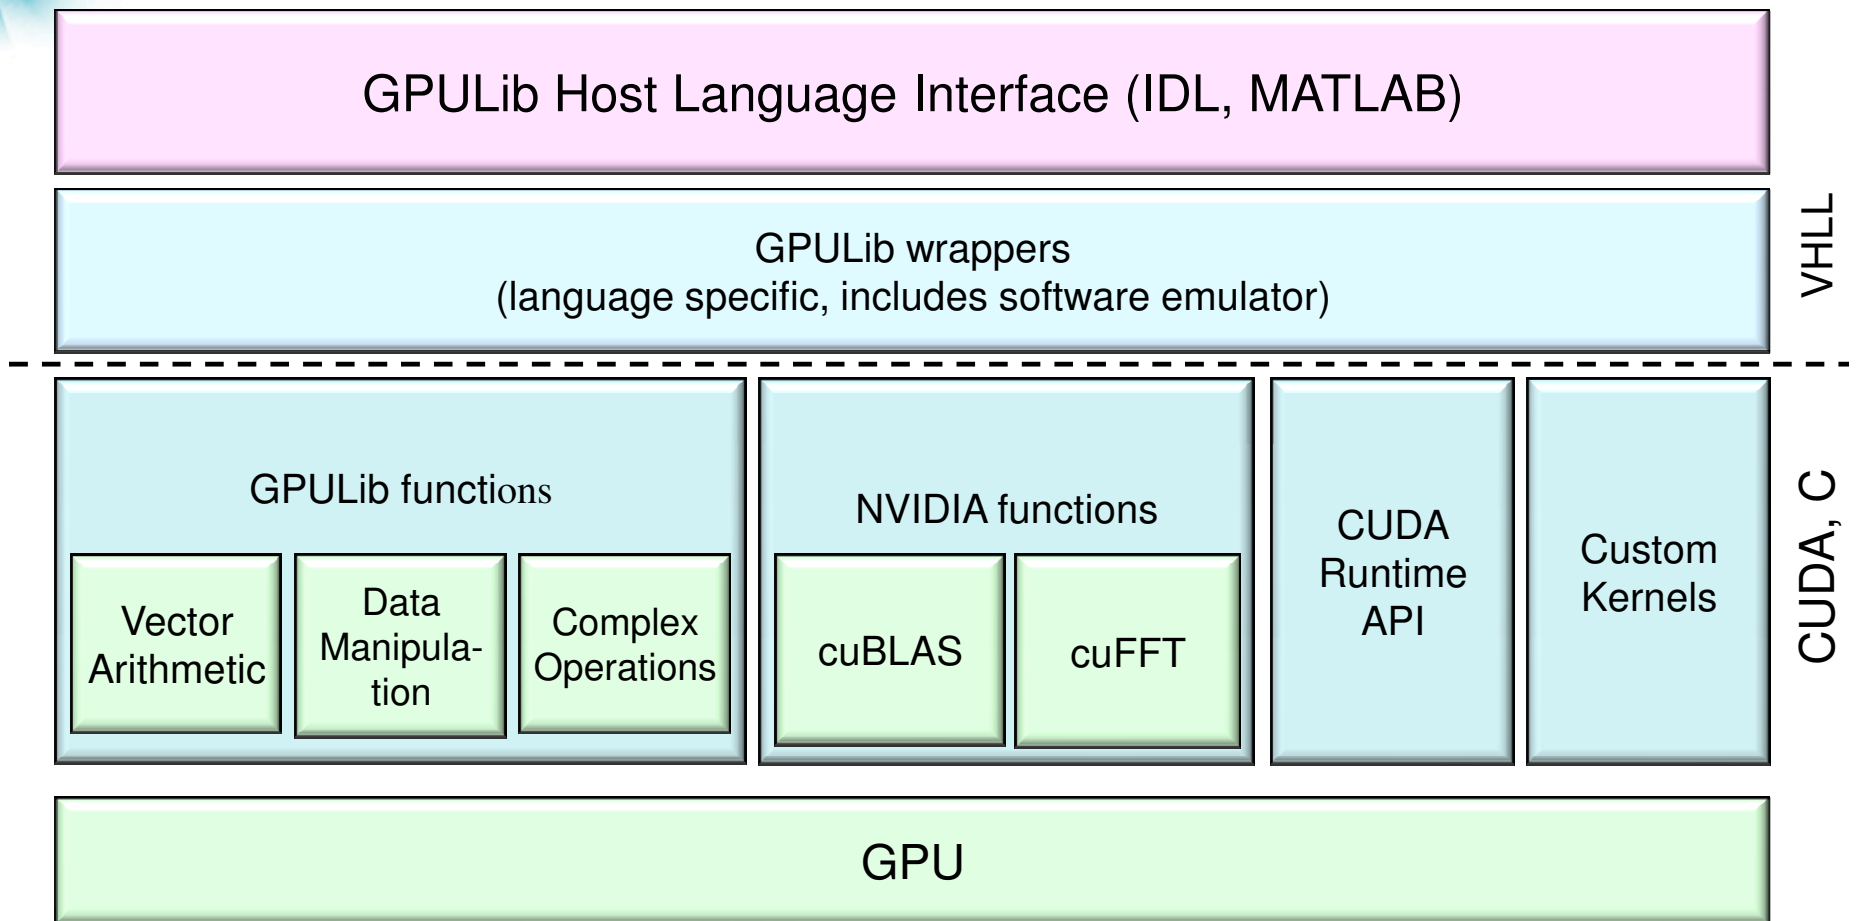 GPULib Host Language Interface (IDL, MATLAB)
GPULib wrappers
(language specific, includes software emulator)
VHLL
GPULib functions
Vector
Arithmetic
Data
Manipula-
tion
Complex
Operations
NVIDIA functions
cuBLAS
cuFFT
CUDA
Runtime
API
Custom
Kernels
CUDA, C
GPU